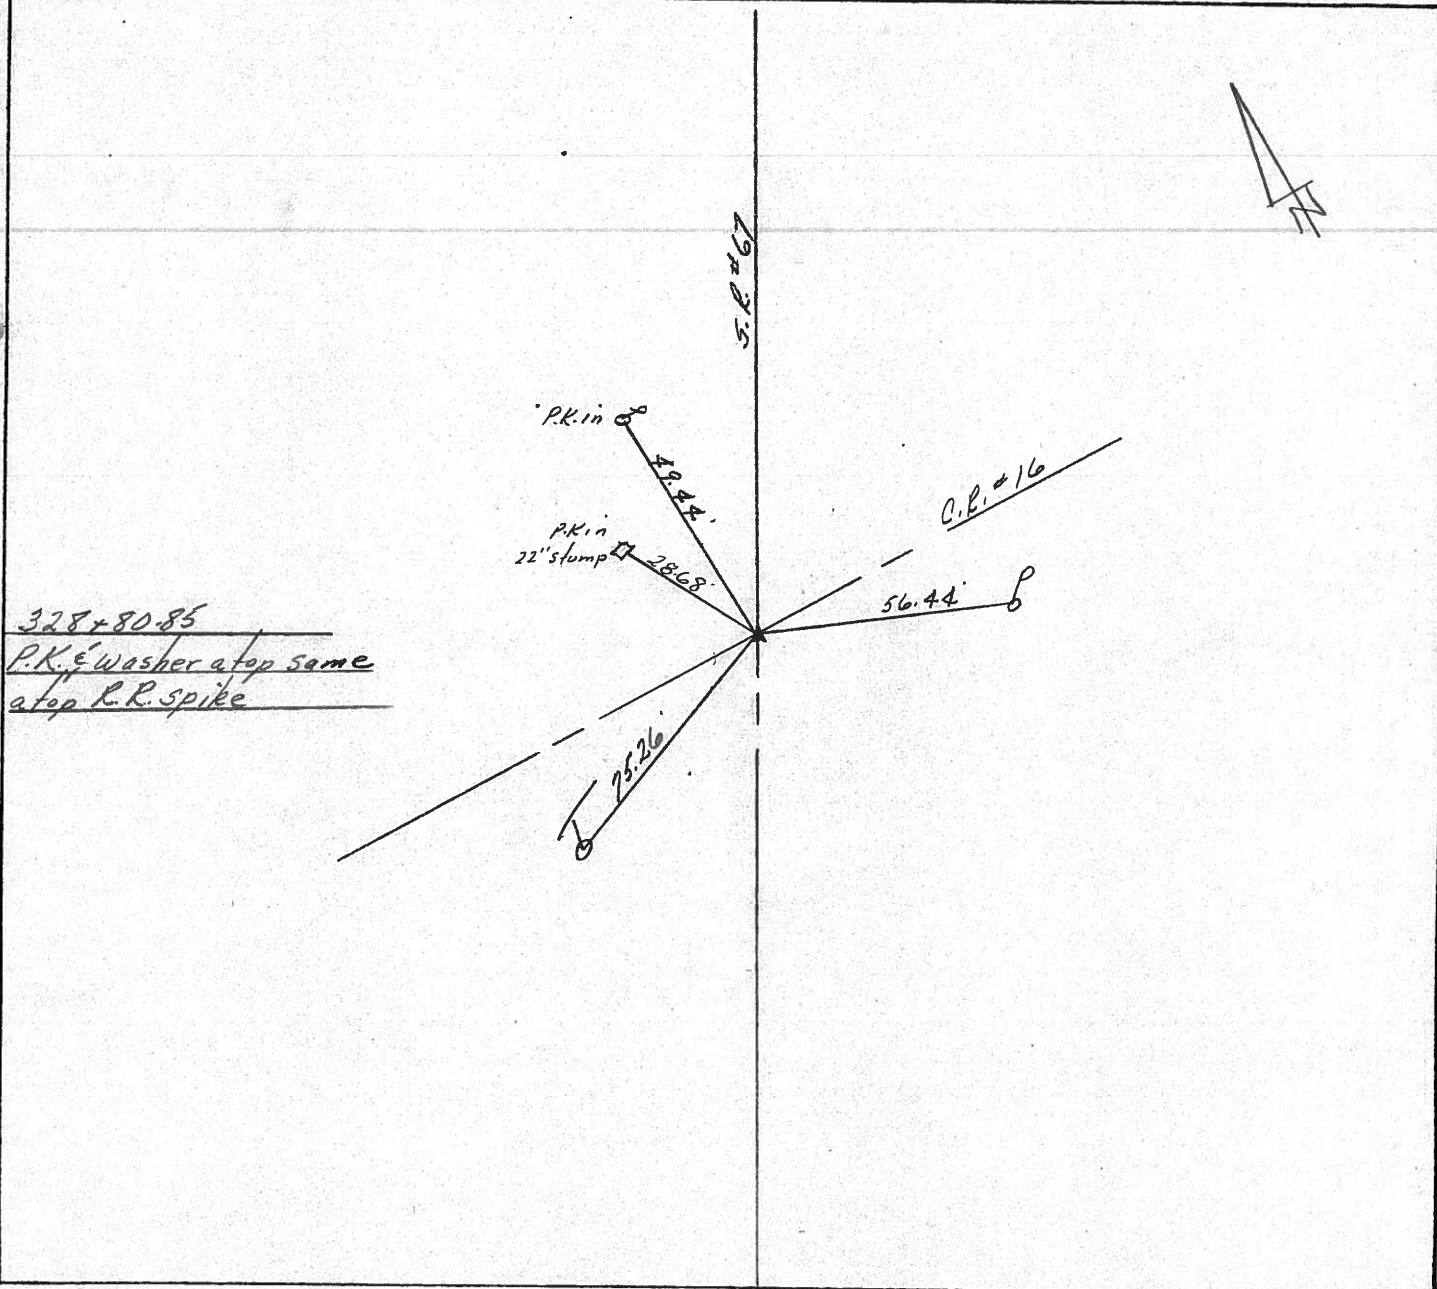 N
S.R. #67
P.K. in
49.44'
C.R. #16
P.K. in
22" stump
28.68'
56.44'
328+80.85
P.K. & washer atop same
atop R.R. spike
75.26'